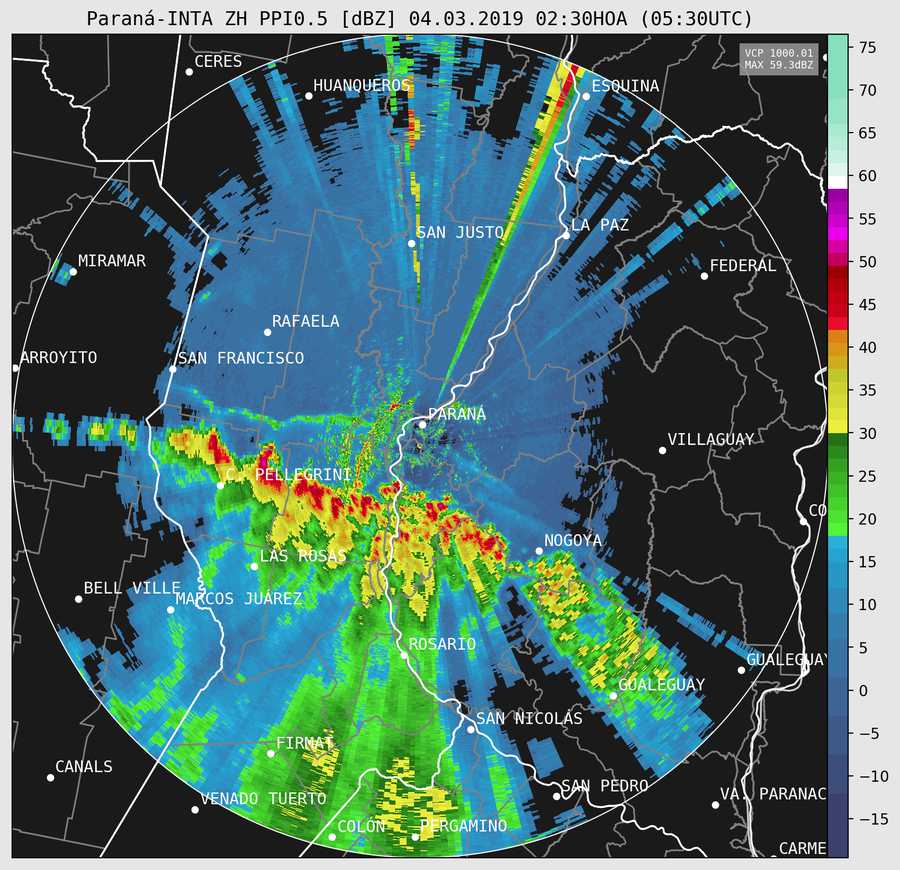 Paraná-INTA ZH PPI0.5 [dBZ] 04.03.2019 02:30HOA (05:30UTC)
VCP 1000.01
MAX 59.3dBZ
CERES
HUANQUEROS
ESQUINA
SAN JUSTO
LA PAZ
MIRAMAR
FEDERAL
RAFAELA
ARROYITO
SAN FRANCISCO
PARANÁ
VILLAGUAY
C. PELLEGRINI
CO
NOGOYA
LAS ROSAS
BELL VILLE
MARCOS JUÁREZ
ROSARIO
GUALEGUAY
GUALEGUAY
SAN NICOLÁS
FIRMAT
CANALS
SAN PEDRO
VENADO TUERTO
VA. PARANAC
COLÓN
PERGAMINO
CARME
75
70
65
60
55
50
45
40
35
30
25
20
15
10
5
0
−5
−10
−15